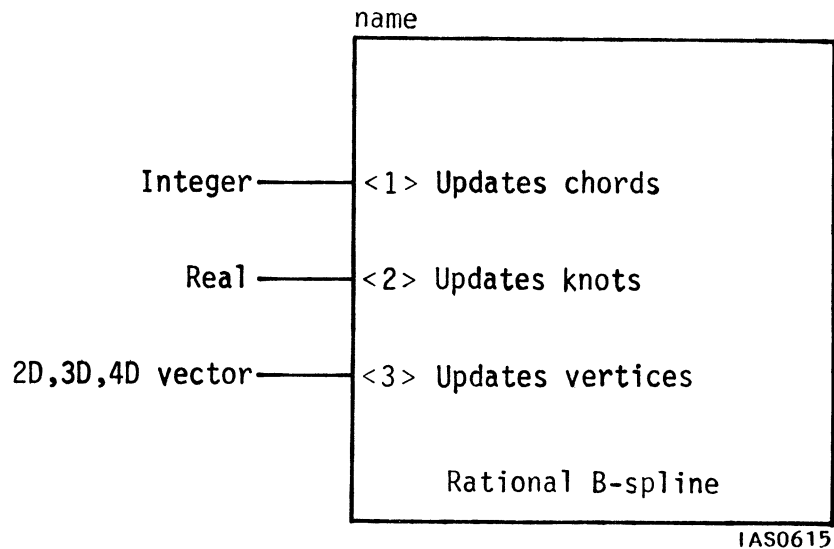 name
Integer <1> Updates chords
Real <2> Updates knots
2D,3D,4D vector <3> Updates vertices
Rational B-spline
IAS0615